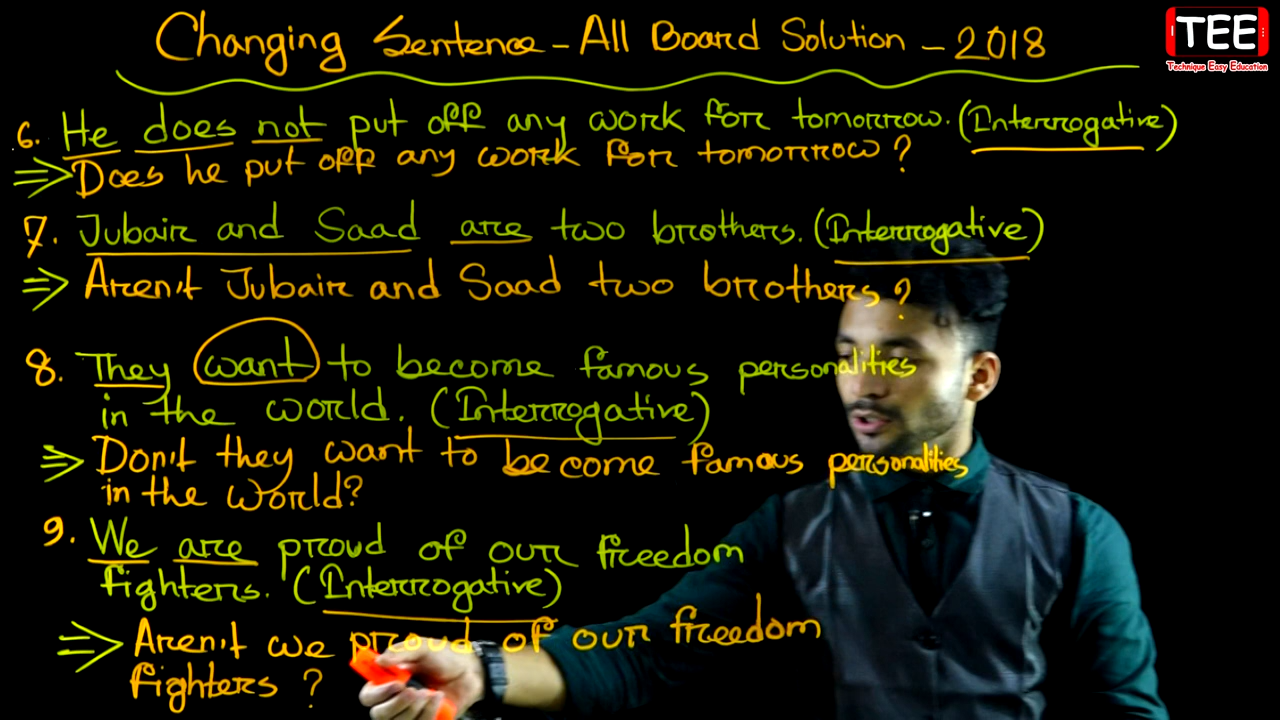 Changing Sentence - All Board Solution - 2018
TEE
Technique Easy Education
6. He does not put off any work for tomorrow. (Interrogative)
⇒ Does he put off any work for tomorrow?
7. Jubair and Saad are two brothers. (Interrogative)
⇒ Aren't Jubair and Saad two brothers?
8. They want to become famous personalities
in the world. (Interrogative)
⇒ Don't they want to become famous personalities
in the world?
9. We are proud of our freedom
fighters. (Interrogative)
⇒ Aren't we proud of our freedom
fighters?